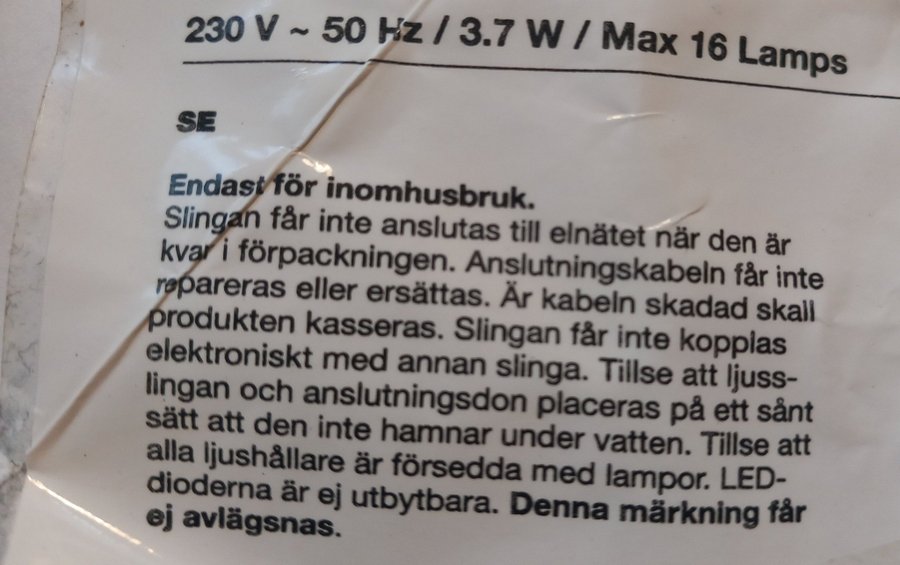 230 V ~ 50 Hz / 3.7 W / Max 16 Lamps
SE
Endast för inomhusbruk.
Slingan får inte anslutas till elnätet när den är
kvar i förpackningen. Anslutningskabeln får inte
repareras eller ersättas. Är kabeln skadad skall
produkten kasseras. Slingan får inte kopplas
elektroniskt med annan slinga. Tillse att ljuss-
lingan och anslutningsdon placeras på ett sånt
sätt att den inte hamnar under vatten. Tillse att
alla ljushållare är försedda med lampor. LED-
dioderna är ej utbytbara. Denna märkning får
ej avlägsnas.